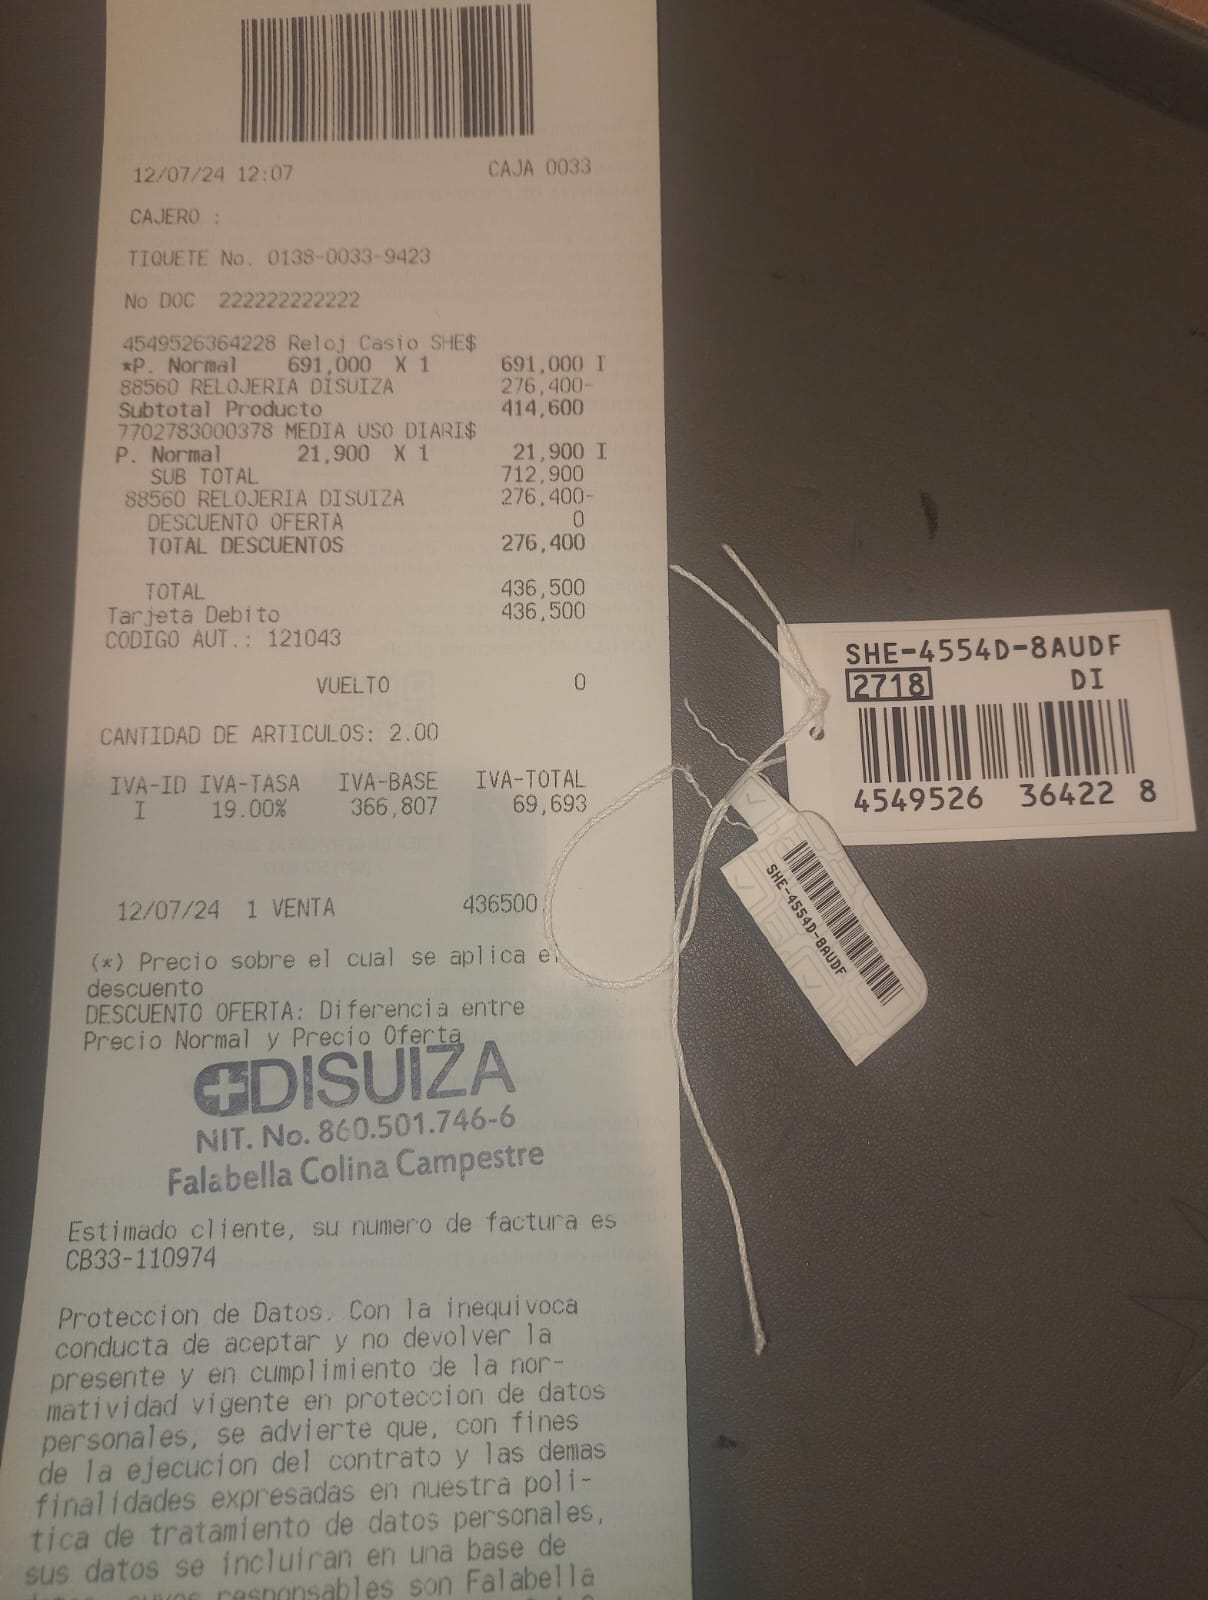 12/07/24 12:07 CAJA 0033
CAJERO :
TIQUETE No. 0138-0033-9423
No DOC 222222222222
4549526364228 Reloj Casio SHE$
*P. Normal 691,000 X 1 691,000 I
88560 RELOJERIA DISUIZA 276,400-
Subtotal Producto 414,600
7702783000378 MEDIA USO DIARI$
P. Normal 21,900 X 1 21,900 I
SUB TOTAL 712,900
88560 RELOJERIA DISUIZA 276,400-
DESCUENTO OFERTA 0
TOTAL DESCUENTOS 276,400
TOTAL 436,500
Tarjeta Debito 436,500
CODIGO AUT.: 121043
VUELTO 0
CANTIDAD DE ARTICULOS: 2.00
IVA-ID IVA-TASA IVA-BASE IVA-TOTAL
I 19.00% 366,807 69,693
12/07/24 1 VENTA 436500
(*) Precio sobre el cual se aplica el
descuento
DESCUENTO OFERTA: Diferencia entre
Precio Normal y Precio Oferta
DISUIZA
NIT. No. 860.501.746-6
Falabella Colina Campestre
Estimado cliente, su numero de factura es
CB33-110974
Proteccion de Datos. Con la inequivoca
conducta de aceptar y no devolver la
presente y en cumplimiento de la nor-
matividad vigente en proteccion de datos
personales, se advierte que, con fines
de la ejecucion del contrato y las demas
finalidades expresadas en nuestra poli-
tica de tratamiento de datos personales,
sus datos se incluiran en una base de
datos, cuyos responsables son Falabella
SHE-4554D-8AUDF
2718 DI
4549526 36422 8
SHE-4554D-8AUDF